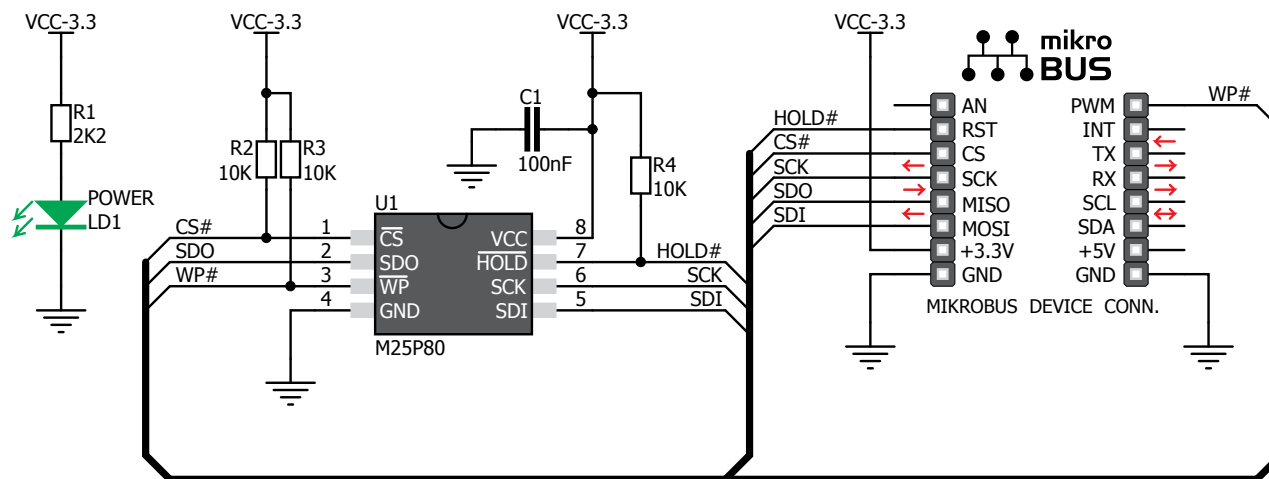 VCC-3.3
R1
2K2
POWER
LD1
VCC-3.3
R2
10K
R3
10K
VCC-3.3
C1
100nF
R4
10K
CS#
SDO
WP#
U1
1
2
3
4
CS
SDO
WP
GND
VCC
HOLD
SCK
SDI
8
7
6
5
M25P80
HOLD#
SCK
SDI
VCC-3.3
mikro
BUS
HOLD#
CS#
SCK
SDO
SDI
AN
RST
CS
SCK
MISO
MOSI
+3.3V
GND
PWM
INT
TX
RX
SCL
SDA
+5V
GND
WP#
MIKROBUS DEVICE CONN.